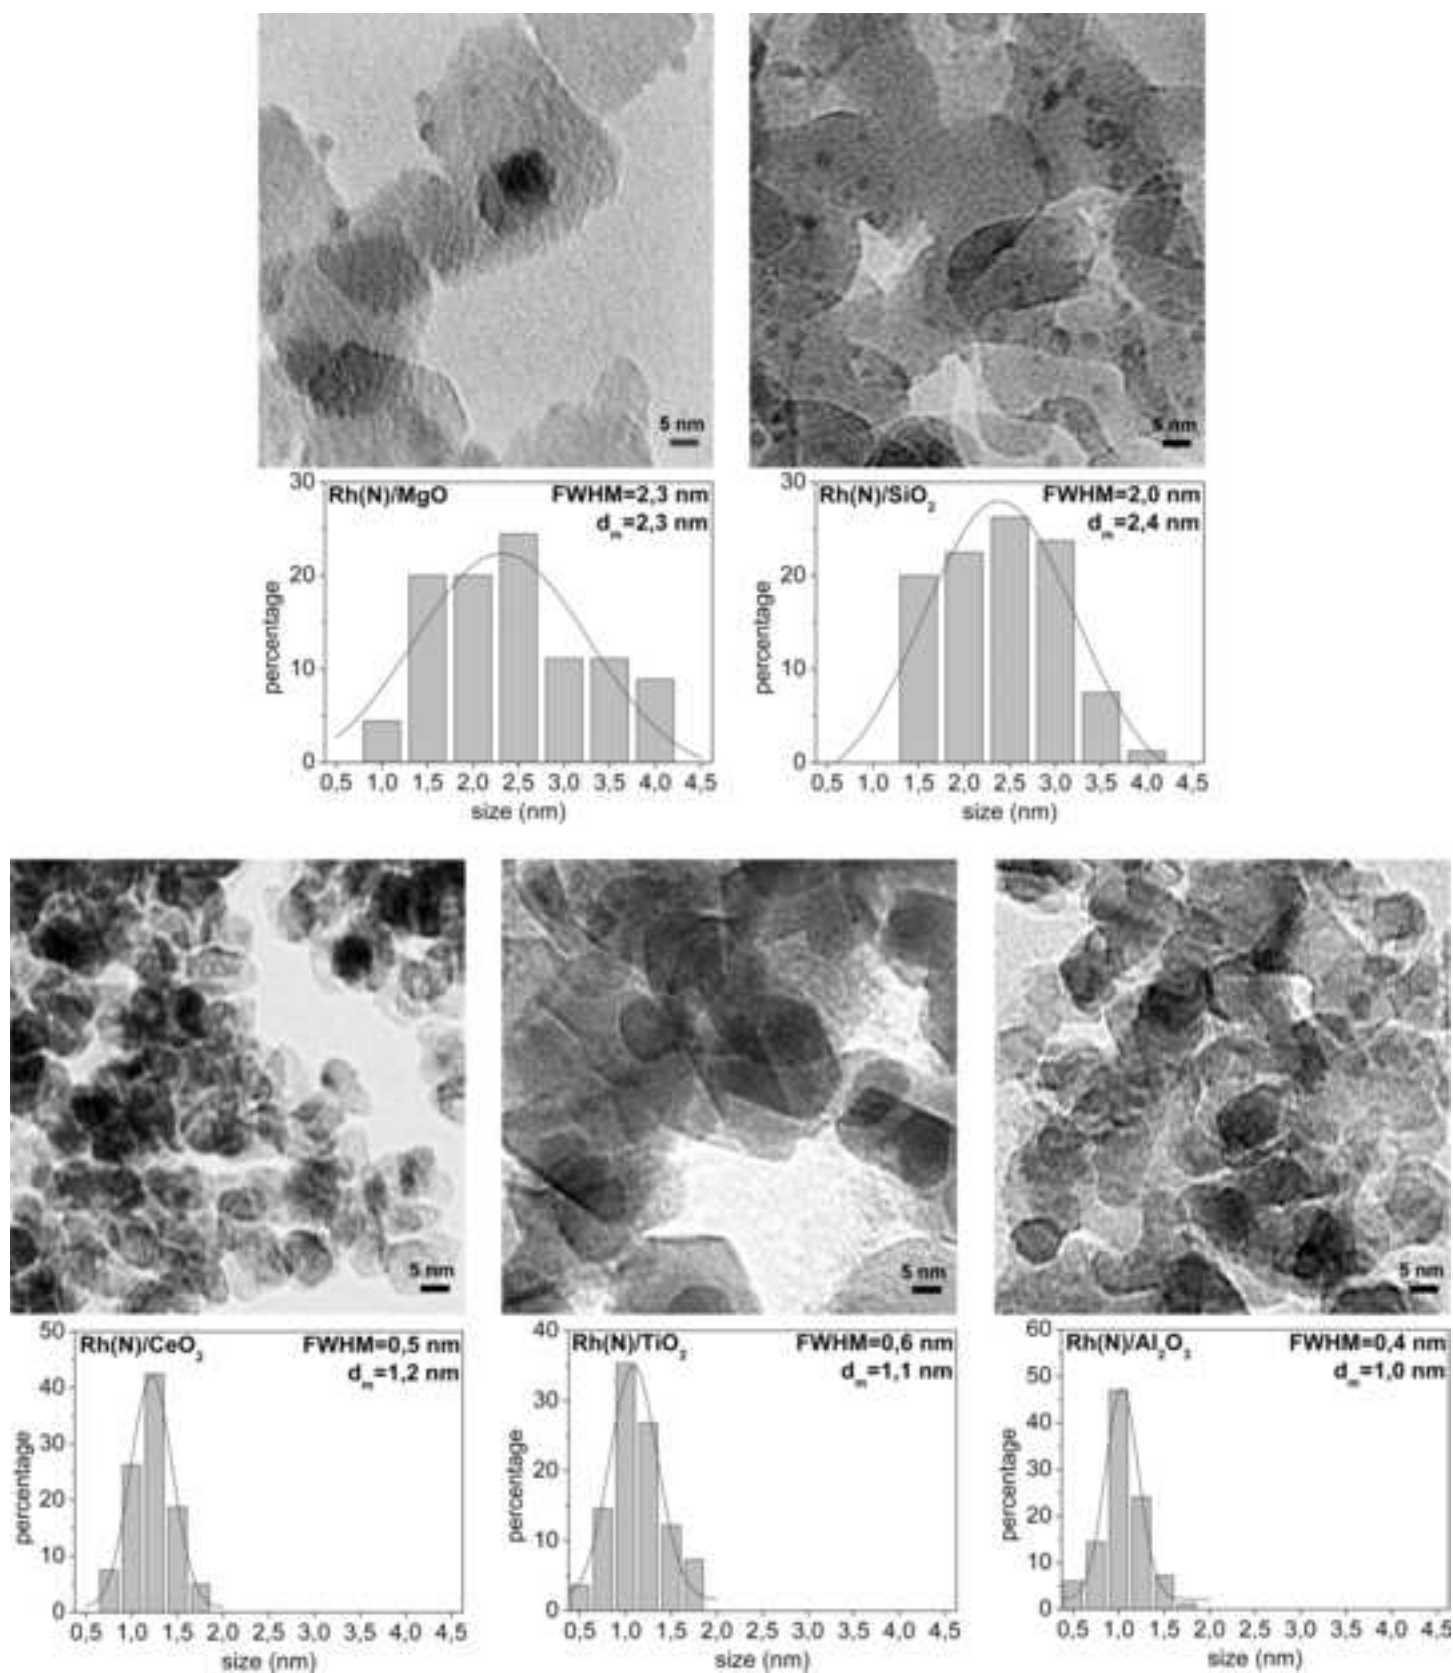 5 nm
5 nm
30
20
10
0
percentage
Rh(N)/MgO
FWHM=2,3 nm
dm=2,3 nm
0,5 1,0 1,5 2,0 2,5 3,0 3,5 4,0 4,5
size (nm)
30
20
10
0
percentage
Rh(N)/SiO2
FWHM=2,0 nm
dm=2,4 nm
0,5 1,0 1,5 2,0 2,5 3,0 3,5 4,0 4,5
size (nm)
5 nm
5 nm
5 nm
50
40
30
20
10
0
percentage
Rh(N)/CeO2
FWHM=0,5 nm
dm=1,2 nm
0,5 1,0 1,5 2,0 2,5 3,0 3,5 4,0 4,5
size (nm)
40
30
20
10
0
percentage
Rh(N)/TiO2
FWHM=0,6 nm
dm=1,1 nm
0,5 1,0 1,5 2,0 2,5 3,0 3,5 4,0 4,5
size (nm)
60
50
40
30
20
10
0
percentage
Rh(N)/Al2O3
FWHM=0,4 nm
dm=1,0 nm
0,5 1,0 1,5 2,0 2,5 3,0 3,5 4,0 4,5
size (nm)